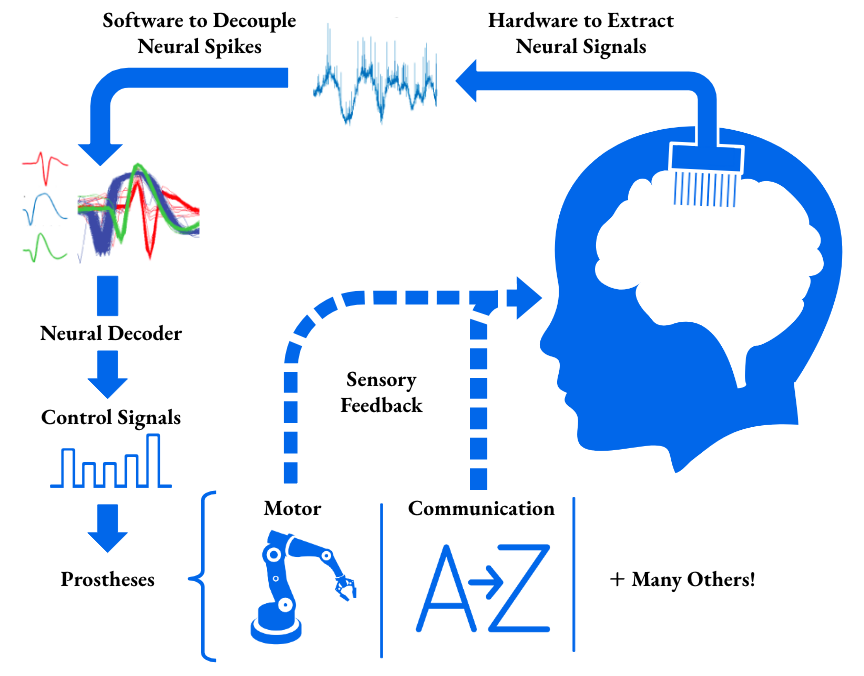 Software to Decouple
Neural Spikes
Hardware to Extract
Neural Signals
Neural Decoder
Control Signals
Sensory
Feedback
Prostheses
Motor
Communication
A→Z
+ Many Others!